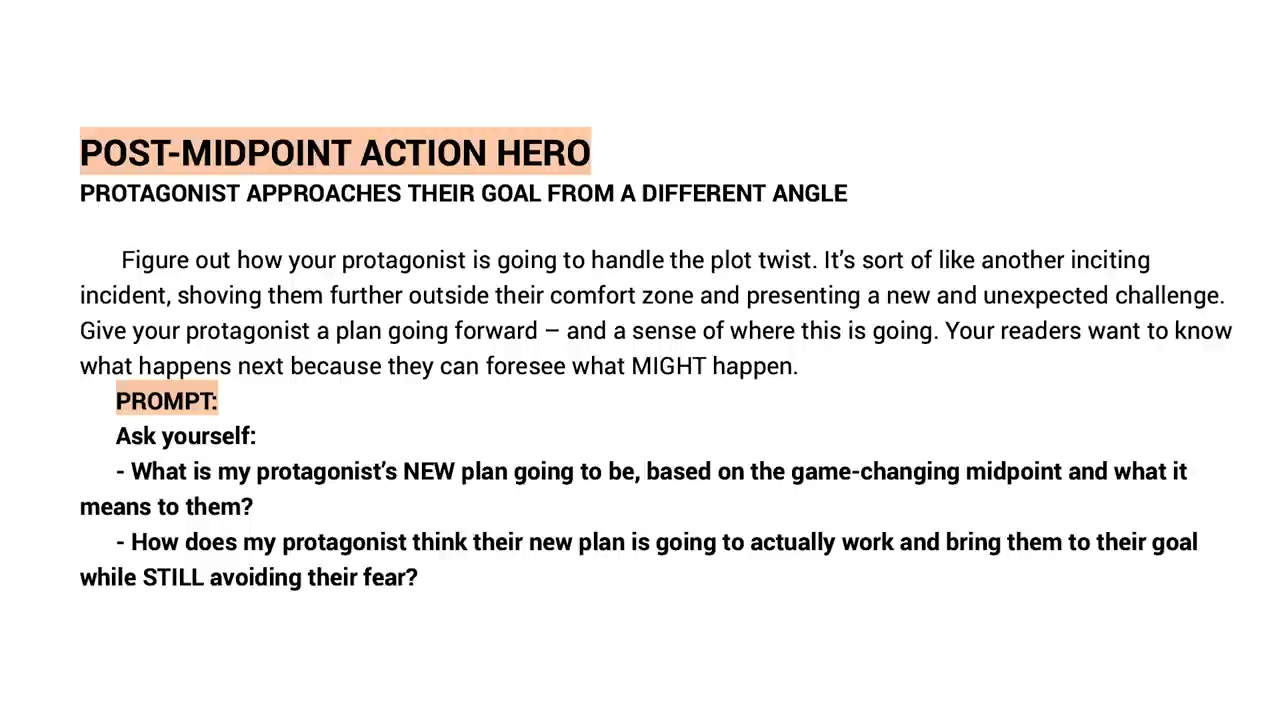 POST-MIDPOINT ACTION HERO
PROTAGONIST APPROACHES THEIR GOAL FROM A DIFFERENT ANGLE
Figure out how your protagonist is going to handle the plot twist. It’s sort of like another inciting
incident, shoving them further outside their comfort zone and presenting a new and unexpected challenge.
Give your protagonist a plan going forward – and a sense of where this is going. Your readers want to know
what happens next because they can foresee what MIGHT happen.
PROMPT:
Ask yourself:
- What is my protagonist’s NEW plan going to be, based on the game-changing midpoint and what it
means to them?
- How does my protagonist think their new plan is going to actually work and bring them to their goal
while STILL avoiding their fear?